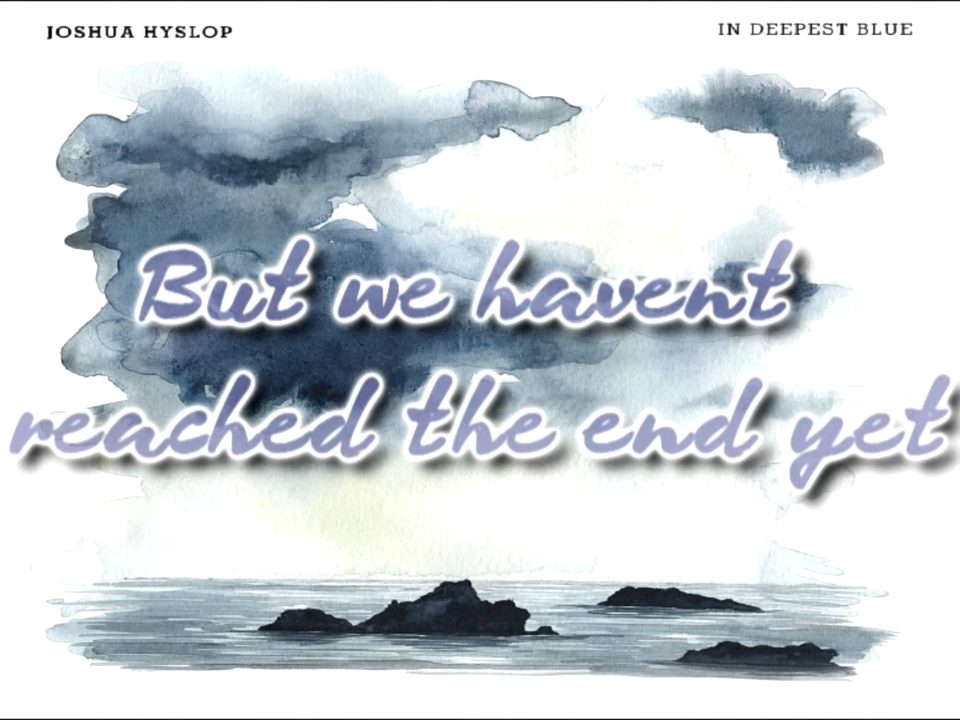 JOSHUA HYSLOP
IN DEEPEST BLUE
But we havent
reached the end yet